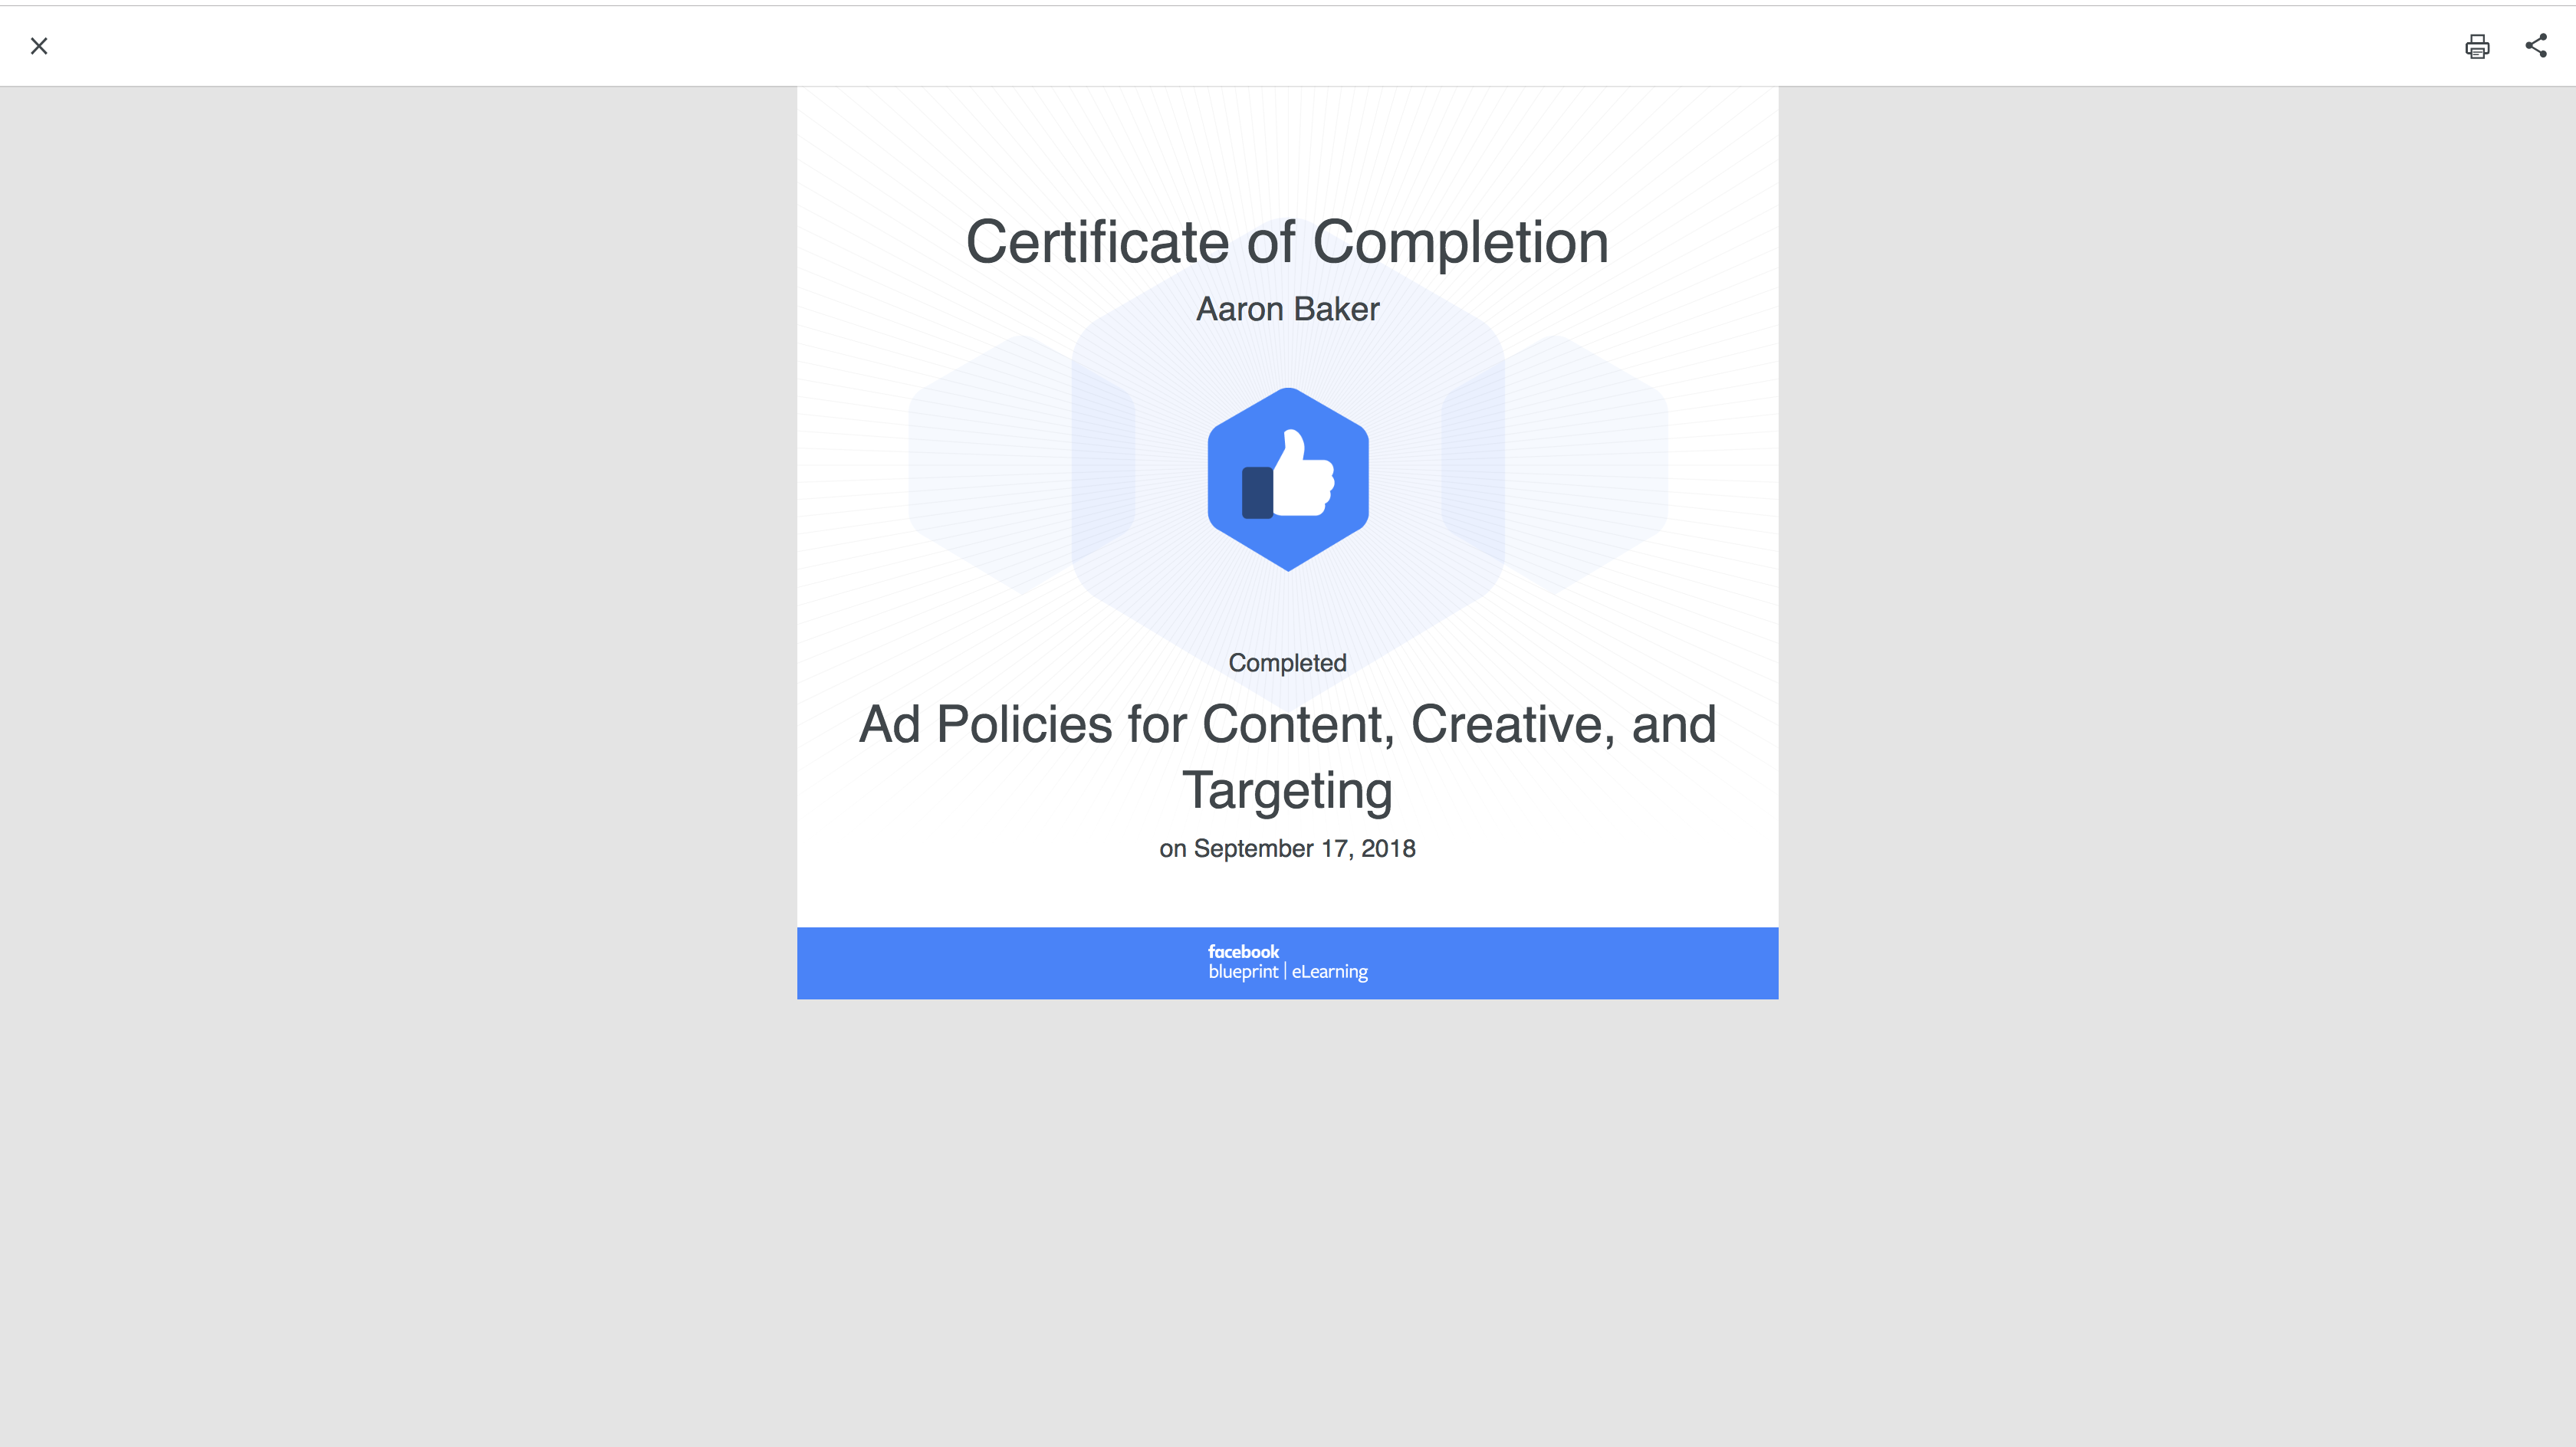 Certificate of Completion
Aaron Baker
Completed
Ad Policies for Content, Creative, and
Targeting
on September 17, 2018
facebook
blueprint | eLearning